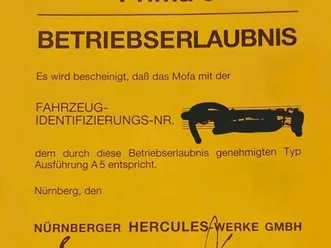 BETRIEBSERLAUBNIS
Es wird bescheinigt, daß das Mofa mit der
FAHRZEUG-
IDENTIFIZIERUNGS-NR.
dem durch diese Betriebserlaubnis genehmigten Typ
Ausführung A 5 entspricht.
Nürnberg, den
NÜRNBERGER HERCULES-WERKE GMBH